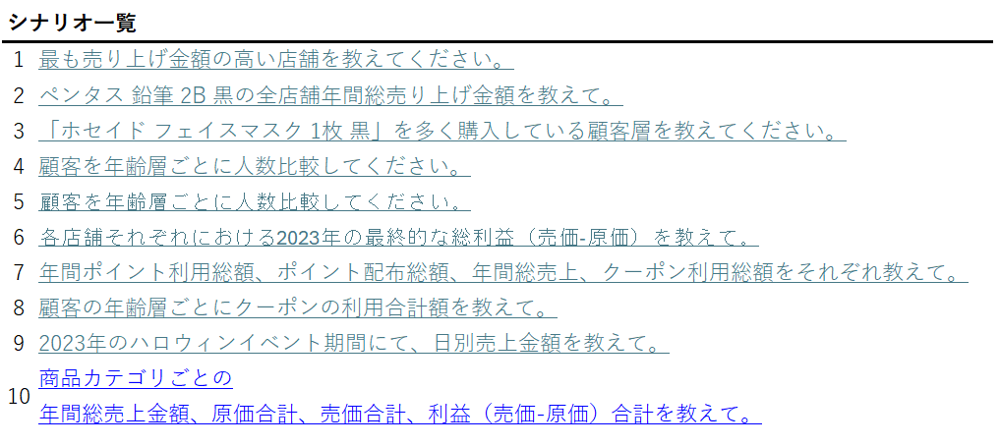 シナリオ一覧
1 最も売り上げ金額の高い店舗を教えてください。
2 ペンタス 鉛筆 2B 黒の全店舗年間総売り上げ金額を教えて。
3 「ホセイド フェイスマスク 1枚 黒」を多く購入している顧客層を教えてください。
4 顧客を年齢層ごとに人数比較してください。
5 顧客を年齢層ごとに人数比較してください。
6 各店舗それぞれにおける2023年の最終的な総利益（売価-原価）を教えて。
7 年間ポイント利用総額、ポイント配布総額、年間総売上、クーポン利用総額をそれぞれ教えて。
8 顧客の年齢層ごとにクーポンの利用合計額を教えて。
9 2023年のハロウィンイベント期間にて、日別売上金額を教えて。
10 商品カテゴリごとの
年間総売上金額、原価合計、売価合計、利益（売価-原価）合計を教えて。